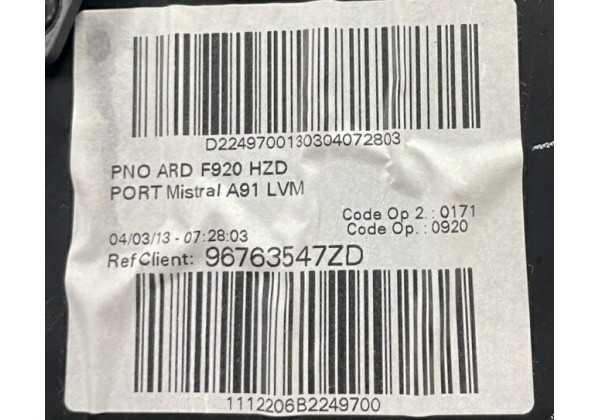 D2249700130304072803
PNO ARD F920 HZD
PORT Mistral A91 LVM
Code Op 2.: 0171
04/03/13 - 07:28:03
Code Op.: 0920
Ref Client: 96763547ZD
1112206B2249700